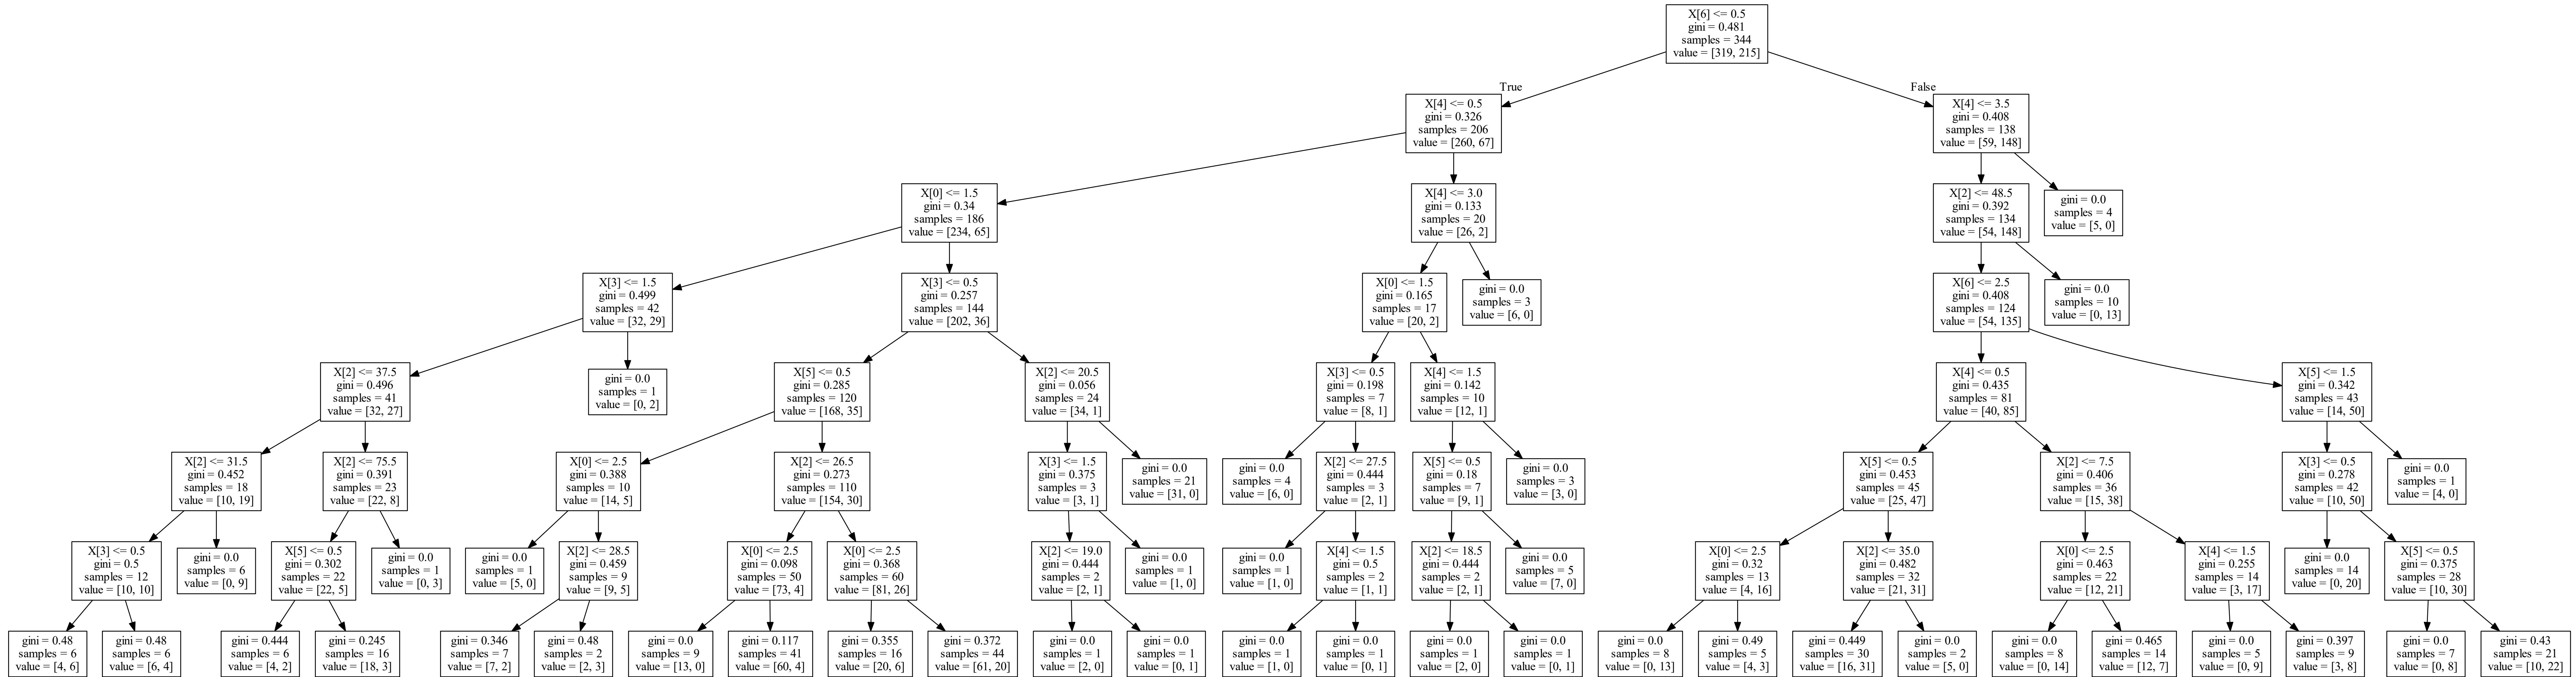 X[6] <= 0.5
gini = 0.481
samples = 344
value = [319, 215]
True
False
X[4] <= 0.5
gini = 0.326
samples = 206
value = [260, 67]
X[4] <= 3.5
gini = 0.408
samples = 138
value = [59, 148]
X[0] <= 1.5
gini = 0.34
samples = 186
value = [234, 65]
X[4] <= 3.0
gini = 0.133
samples = 20
value = [26, 2]
X[2] <= 48.5
gini = 0.392
samples = 134
value = [54, 148]
gini = 0.0
samples = 4
value = [5, 0]
X[3] <= 1.5
gini = 0.499
samples = 42
value = [32, 29]
X[3] <= 0.5
gini = 0.257
samples = 144
value = [202, 36]
X[0] <= 1.5
gini = 0.165
samples = 17
value = [20, 2]
gini = 0.0
samples = 3
value = [6, 0]
X[6] <= 2.5
gini = 0.408
samples = 124
value = [54, 135]
gini = 0.0
samples = 10
value = [0, 13]
X[2] <= 37.5
gini = 0.496
samples = 41
value = [32, 27]
gini = 0.0
samples = 1
value = [0, 2]
X[5] <= 0.5
gini = 0.285
samples = 120
value = [168, 35]
X[2] <= 20.5
gini = 0.056
samples = 24
value = [34, 1]
X[3] <= 0.5
gini = 0.198
samples = 7
value = [8, 1]
X[4] <= 1.5
gini = 0.142
samples = 10
value = [12, 1]
X[4] <= 0.5
gini = 0.435
samples = 81
value = [40, 85]
X[5] <= 1.5
gini = 0.342
samples = 43
value = [14, 50]
X[2] <= 31.5
gini = 0.452
samples = 18
value = [10, 19]
X[2] <= 75.5
gini = 0.391
samples = 23
value = [22, 8]
X[0] <= 2.5
gini = 0.388
samples = 10
value = [14, 5]
X[2] <= 26.5
gini = 0.273
samples = 110
value = [154, 30]
X[3] <= 1.5
gini = 0.375
samples = 3
value = [3, 1]
gini = 0.0
samples = 21
value = [31, 0]
gini = 0.0
samples = 4
value = [6, 0]
X[2] <= 27.5
gini = 0.444
samples = 3
value = [2, 1]
X[5] <= 0.5
gini = 0.18
samples = 7
value = [9, 1]
gini = 0.0
samples = 3
value = [3, 0]
X[5] <= 0.5
gini = 0.453
samples = 45
value = [25, 47]
X[2] <= 7.5
gini = 0.406
samples = 36
value = [15, 38]
X[3] <= 0.5
gini = 0.278
samples = 42
value = [10, 50]
gini = 0.0
samples = 1
value = [4, 0]
X[3] <= 0.5
gini = 0.5
samples = 12
value = [10, 10]
gini = 0.0
samples = 6
value = [0, 9]
X[5] <= 0.5
gini = 0.302
samples = 22
value = [22, 5]
gini = 0.0
samples = 1
value = [0, 3]
gini = 0.0
samples = 1
value = [5, 0]
X[2] <= 28.5
gini = 0.459
samples = 9
value = [9, 5]
X[0] <= 2.5
gini = 0.098
samples = 50
value = [73, 4]
X[0] <= 2.5
gini = 0.368
samples = 60
value = [81, 26]
X[2] <= 19.0
gini = 0.444
samples = 2
value = [2, 1]
gini = 0.0
samples = 1
value = [1, 0]
gini = 0.0
samples = 1
value = [1, 0]
X[4] <= 1.5
gini = 0.5
samples = 2
value = [1, 1]
X[2] <= 18.5
gini = 0.444
samples = 2
value = [2, 1]
gini = 0.0
samples = 5
value = [7, 0]
X[0] <= 2.5
gini = 0.32
samples = 13
value = [4, 16]
X[2] <= 35.0
gini = 0.482
samples = 32
value = [21, 31]
X[0] <= 2.5
gini = 0.463
samples = 22
value = [12, 21]
X[4] <= 1.5
gini = 0.255
samples = 14
value = [3, 17]
gini = 0.0
samples = 14
value = [0, 20]
X[5] <= 0.5
gini = 0.375
samples = 28
value = [10, 30]
gini = 0.48
samples = 6
value = [4, 6]
gini = 0.48
samples = 6
value = [6, 4]
gini = 0.444
samples = 6
value = [4, 2]
gini = 0.245
samples = 16
value = [18, 3]
gini = 0.346
samples = 7
value = [7, 2]
gini = 0.48
samples = 2
value = [2, 3]
gini = 0.0
samples = 9
value = [13, 0]
gini = 0.117
samples = 41
value = [60, 4]
gini = 0.355
samples = 16
value = [20, 6]
gini = 0.372
samples = 44
value = [61, 20]
gini = 0.0
samples = 1
value = [2, 0]
gini = 0.0
samples = 1
value = [0, 1]
gini = 0.0
samples = 1
value = [1, 0]
gini = 0.0
samples = 1
value = [0, 1]
gini = 0.0
samples = 1
value = [2, 0]
gini = 0.0
samples = 1
value = [0, 1]
gini = 0.0
samples = 8
value = [0, 13]
gini = 0.49
samples = 5
value = [4, 3]
gini = 0.449
samples = 30
value = [16, 31]
gini = 0.0
samples = 2
value = [5, 0]
gini = 0.0
samples = 8
value = [0, 14]
gini = 0.465
samples = 14
value = [12, 7]
gini = 0.0
samples = 5
value = [0, 9]
gini = 0.397
samples = 9
value = [3, 8]
gini = 0.0
samples = 7
value = [0, 8]
gini = 0.43
samples = 21
value = [10, 22]